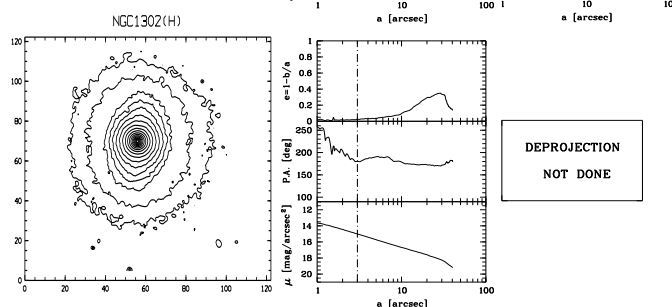 1 10 100
a [arcsec]
1 10 10
a [arcsec]
NGC1302(H)
120
100
80
60
40
20
0
0 20 40 60 80 100 120
e=1-b/a
1
0.8
0.6
0.4
0.2
0
P.A. [deg]
250
200
150
100
μ [mag/arcsec²]
12
14
16
18
20
1 10 100
a [arcsec]
DEPROJECTION
NOT DONE